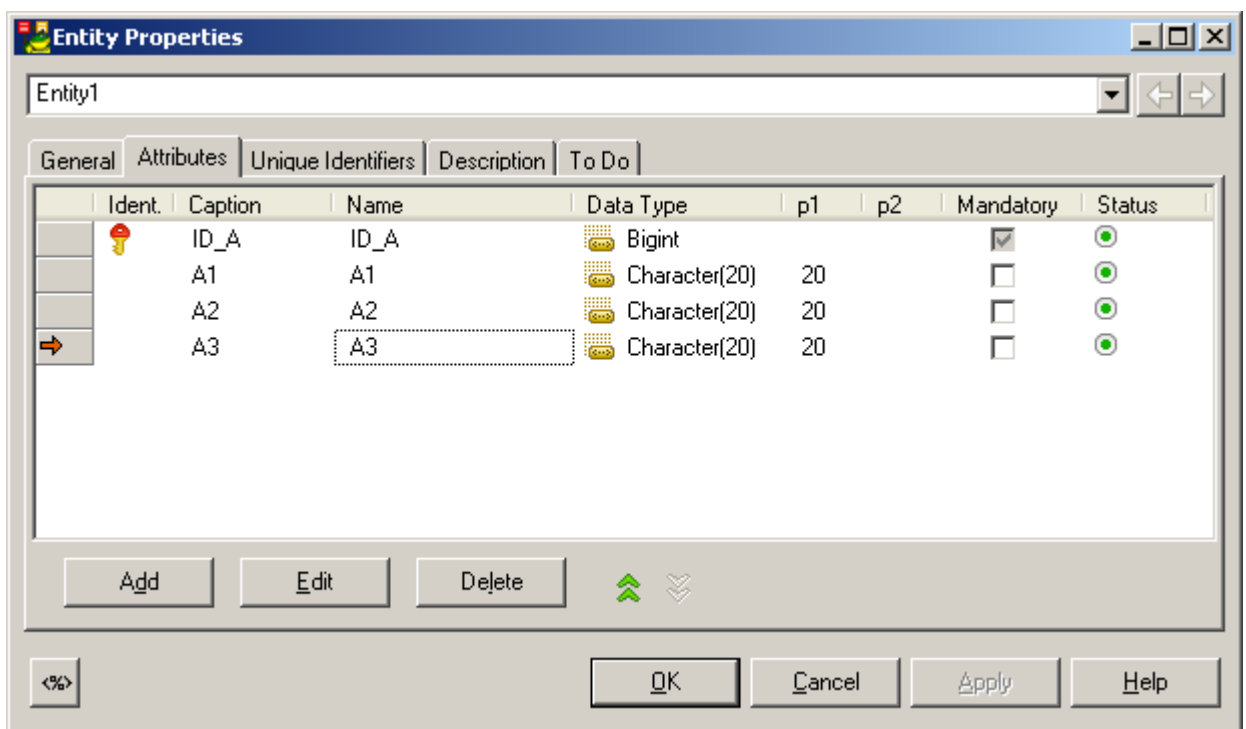 Entity Properties
Entity1
General Attributes Unique Identifiers Description To Do
Ident. Caption Name Data Type p1 p2 Mandatory Status
ID_A ID_A Bigint
A1 A1 Character(20) 20
A2 A2 Character(20) 20
A3 A3 Character(20) 20
Add Edit Delete
<%> OK Cancel Apply Help